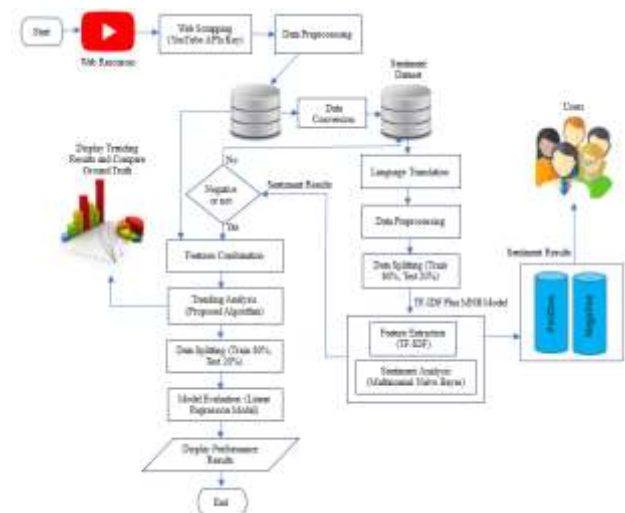 Start
Web Resources
Web Scrapping
(YouTube APIs Key)
Data Preprocessing
Sentiment
Dataset
Data
Conversion
Users
Display Trending
Results and Compare
Ground Truth
No
Negative
or not
Yes
Sentiment Results
Language Translation
Data Preprocessing
Data Splitting (Train
80%, Test 20%)
TF-IDF Plus MNB Model
Feature Extraction
(TF-IDF)
Sentiment Analysis
(Multinomial Naive Bayes)
Sentiment Results
Positive
Negative
Features Combination
Trending Analysis
(Proposed Algorithm)
Data Splitting (Train 80%,
Test 20%)
Model Evaluation (Linear
Regression Model)
Display Performance
Results
End